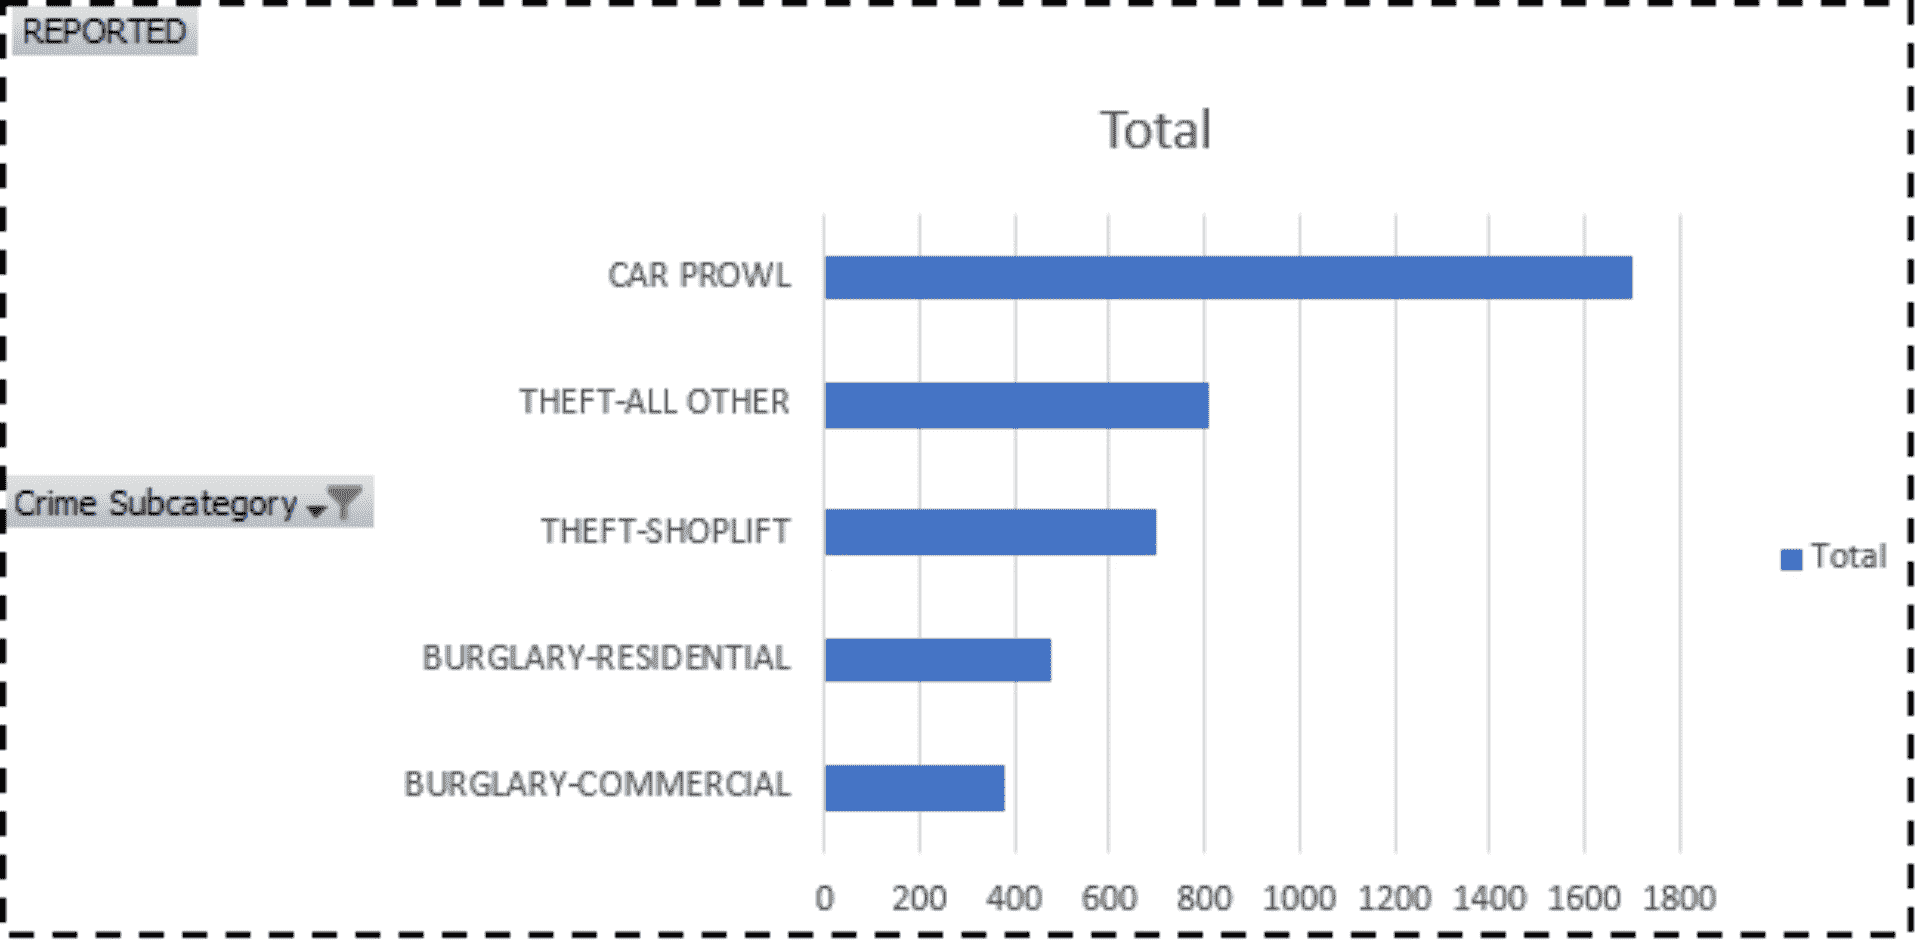 REPORTED
Total
CAR PROWL
THEFT-ALL OTHER
Crime Subcategory
THEFT-SHOPLIFT
Total
BURGLARY-RESIDENTIAL
BURGLARY-COMMERCIAL
0 200 400 600 800 1000 1200 1400 1600 1800